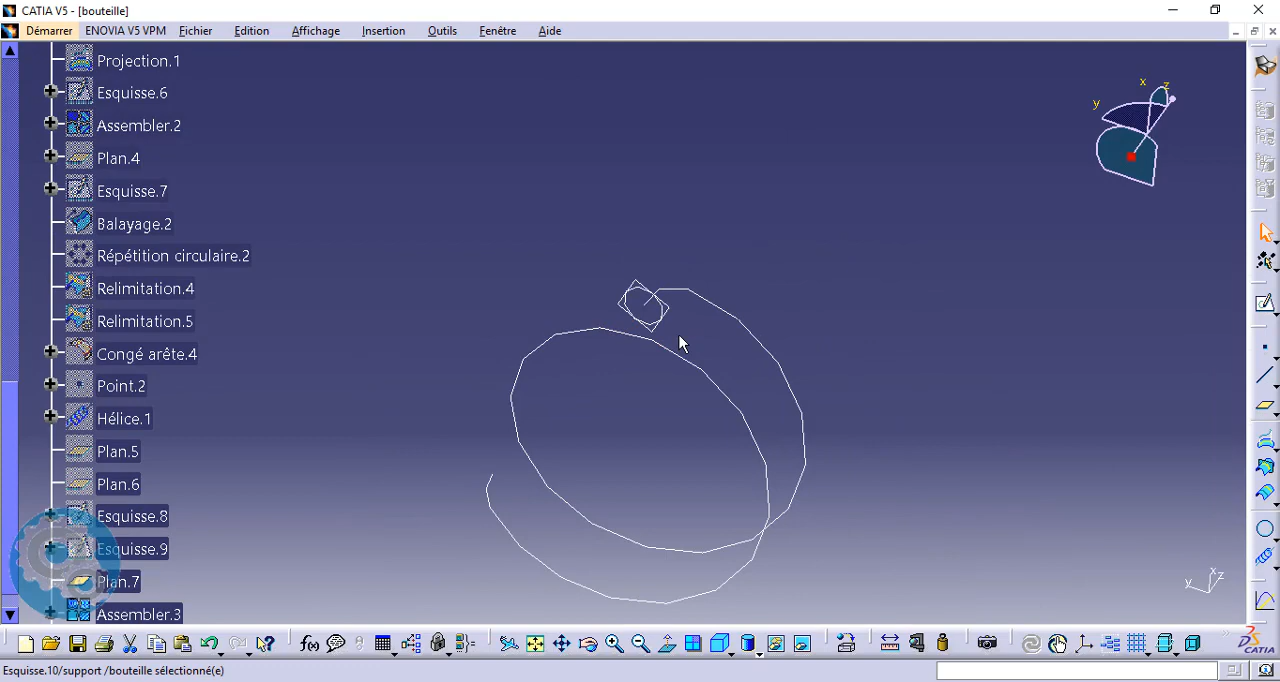 CATIA V5 - [bouteille]
Démarrer ENOVIA V5 VPM Fichier Edition Affichage Insertion Outils Fenêtre Aide
Projection.1
Esquisse.6
Assembler.2
Plan.4
Esquisse.7
Balayage.2
Répétition circulaire.2
Relimitation.4
Relimitation.5
Congé arête.4
Point.2
Hélice.1
Plan.5
Plan.6
Esquisse.8
Esquisse.9
Plan.7
Assembler.3
x z
y
x
y z
f(x)
CATIA
Esquisse.10/support /bouteille sélectionné(e)